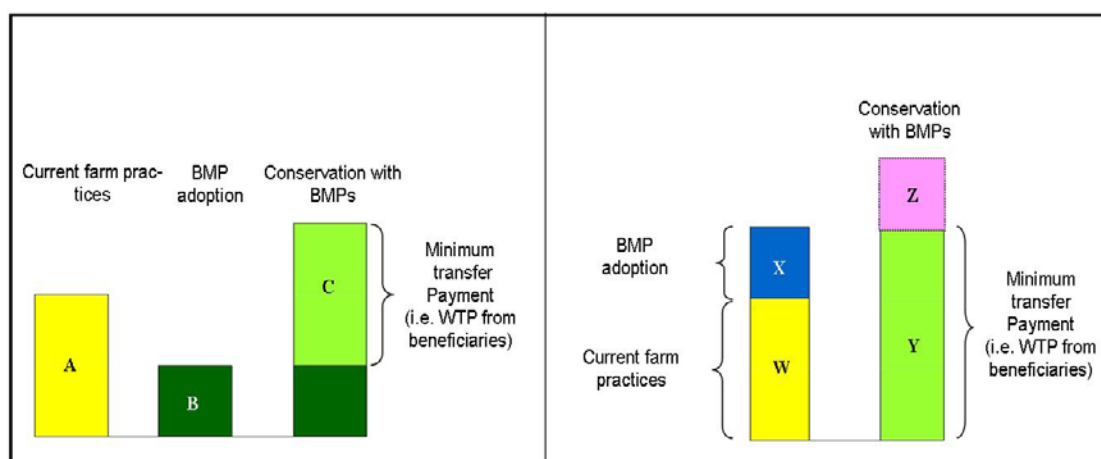 Current farm prac-
tices
BMP
adoption
Conservation with
BMPs
A
B
C
Minimum
transfer
Payment
(i.e. WTP from
beneficiaries)
Conservation
with BMPs
BMP
adoption
Current farm
practices
X
W
Z
Y
Minimum
transfer
Payment
(i.e. WTP from
beneficiaries)